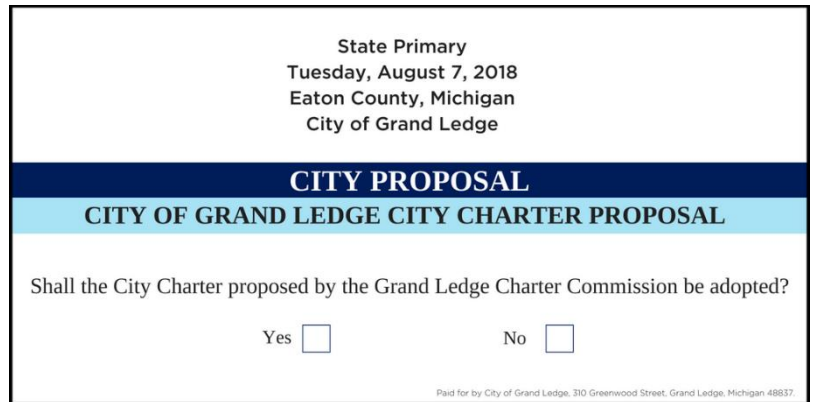 State Primary
Tuesday, August 7, 2018
Eaton County, Michigan
City of Grand Ledge
CITY PROPOSAL
CITY OF GRAND LEDGE CITY CHARTER PROPOSAL
Shall the City Charter proposed by the Grand Ledge Charter Commission be adopted?
Yes No
Paid for by City of Grand Ledge, 310 Greenwood Street, Grand Ledge, Michigan 48837.